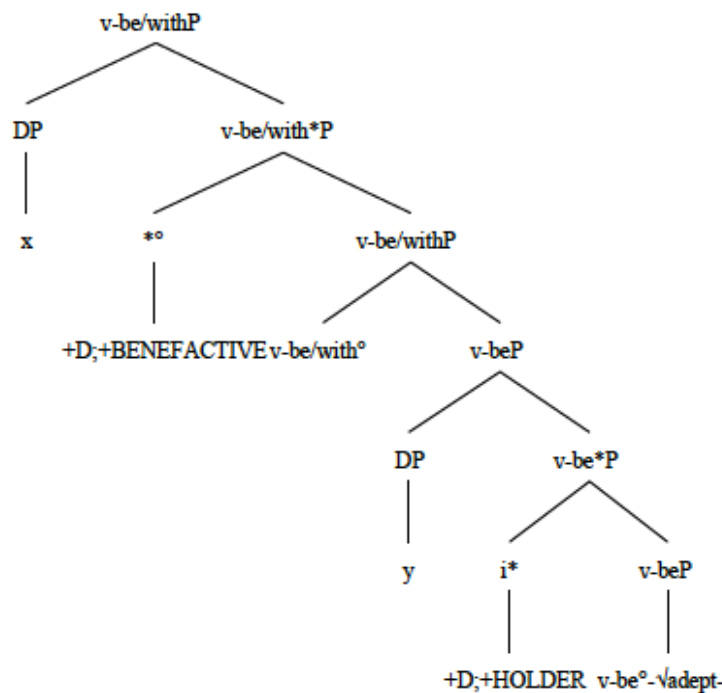 v-be/withP
DP v-be/with*P
x *° v-be/withP
+D;+BENEFACTIVE v-be/with° v-beP
DP v-be*P
y i* v-beP
+D;+HOLDER v-be°-√adept-